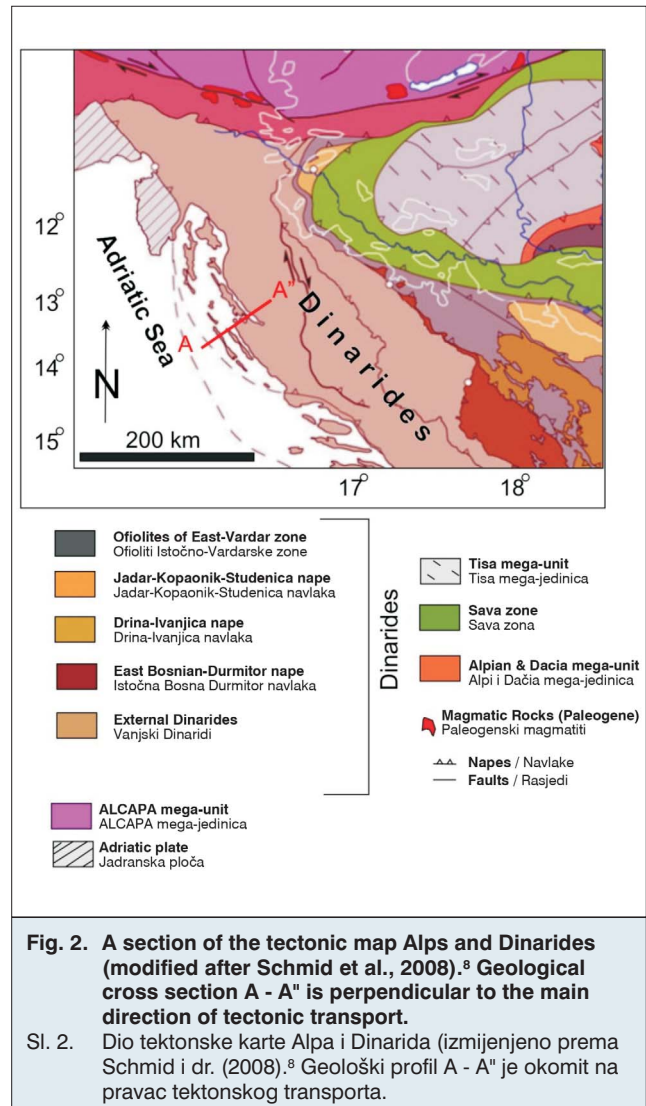 12°
13°
14°
15°
Adriatic Sea
A
A"
Dinarides
N
200 km
17°
18°
Ofiolites of East-Vardar zone
Ofioliti Istočno-Vardarske zone
Jadar-Kopaonik-Studenica nape
Jadar-Kopaonik-Studenica navlaka
Drina-Ivanjica nape
Drina-Ivanjica navlaka
East Bosnian-Durmitor nape
Istočna Bosna Durmitor navlaka
External Dinarides
Vanjski Dinaridi
Dinarides
ALCAPA mega-unit
ALCAPA mega-jedinica
Adriatic plate
Jadranska ploča
Tisa mega-unit
Tisa mega-jedinica
Sava zone
Sava zona
Alpian & Dacia mega-unit
Alpi i Dačia mega-jedinica
Magmatic Rocks (Paleogene)
Paleogenski magmatiti
Napes / Navlake
Faults / Rasjedi
Fig. 2. A section of the tectonic map Alps and Dinarides
(modified after Schmid et al., 2008).⁸ Geological
cross section A - A" is perpendicular to the main
direction of tectonic transport.
Sl. 2. Dio tektonske karte Alpa i Dinarida (izmijenjeno prema
Schmid i dr. (2008).⁸ Geološki profil A - A" je okomit na
pravac tektonskog transporta.